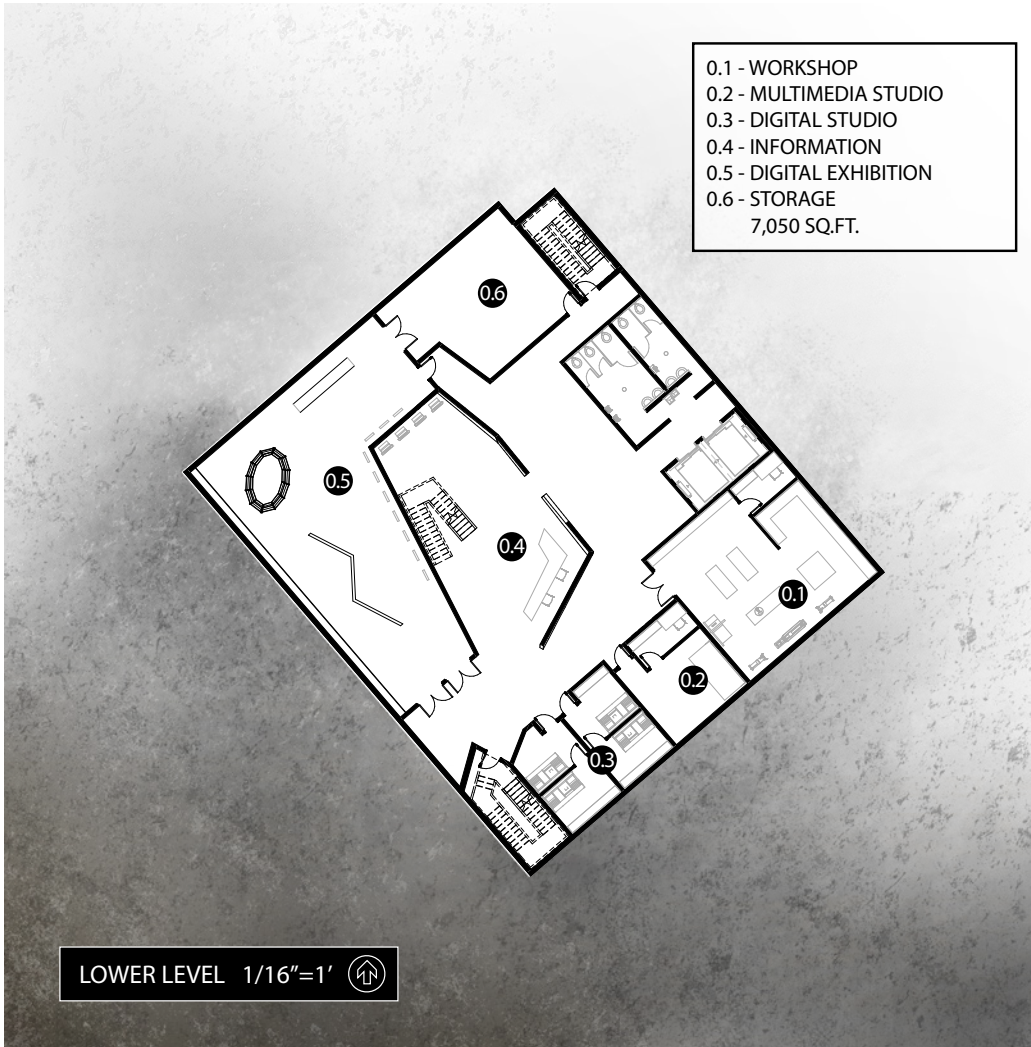 0.1 - WORKSHOP
0.2 - MULTIMEDIA STUDIO
0.3 - DIGITAL STUDIO
0.4 - INFORMATION
0.5 - DIGITAL EXHIBITION
0.6 - STORAGE
7,050 SQ.FT.
0.6
0.5
0.4
0.1
0.2
0.3
LOWER LEVEL 1/16”=1’